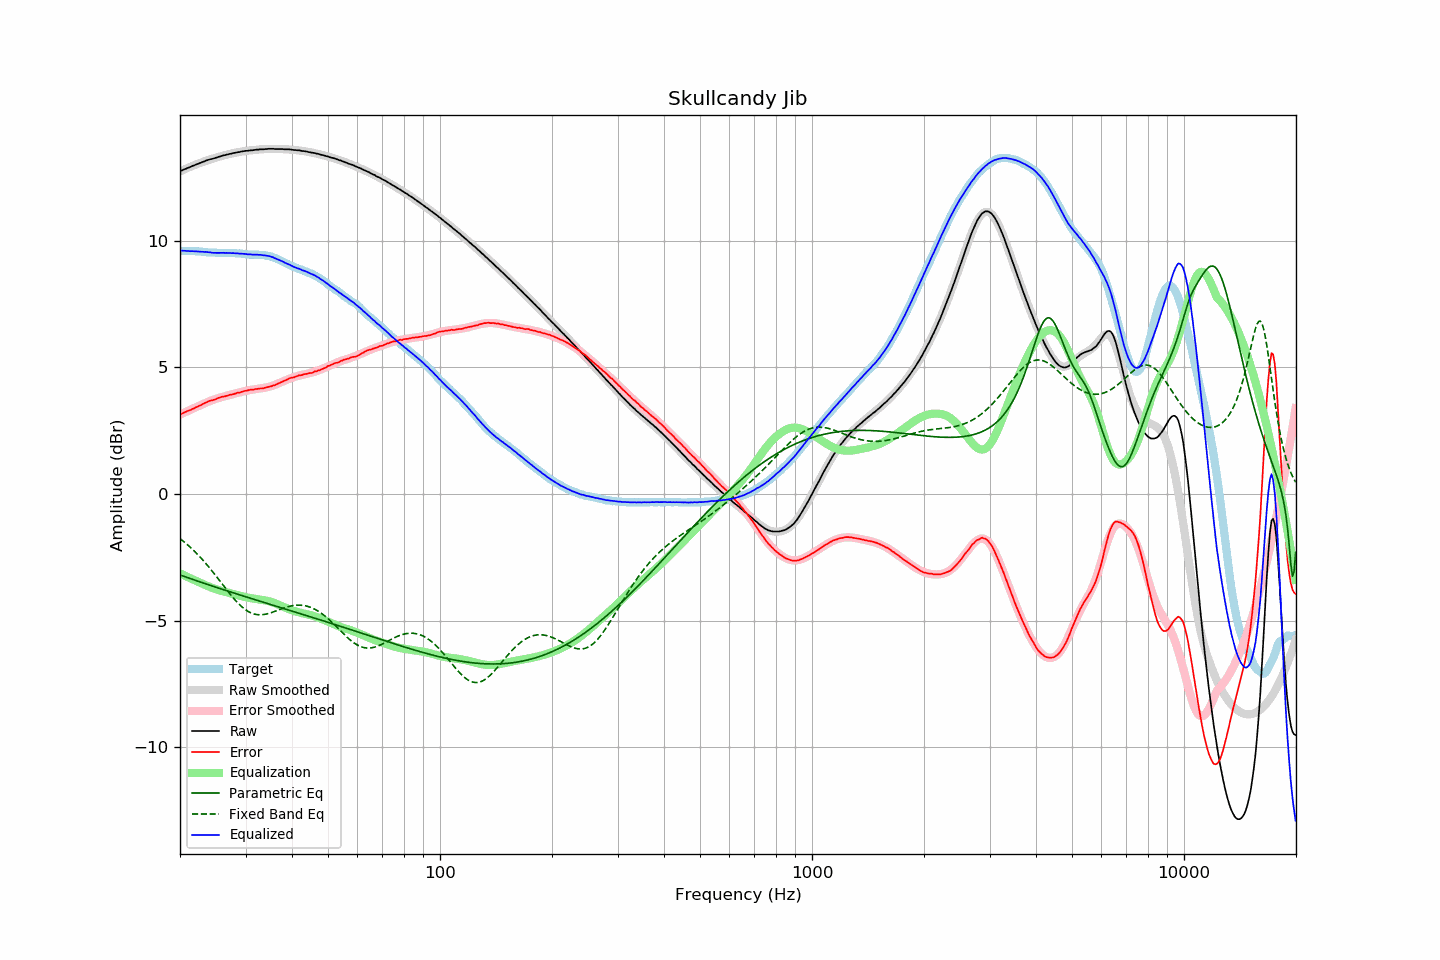 Skullcandy Jib
Amplitude (dBr)
10
5
0
−5
−10
Target
Raw Smoothed
Error Smoothed
Raw
Error
Equalization
Parametric Eq
Fixed Band Eq
Equalized
100
1000
10000
Frequency (Hz)